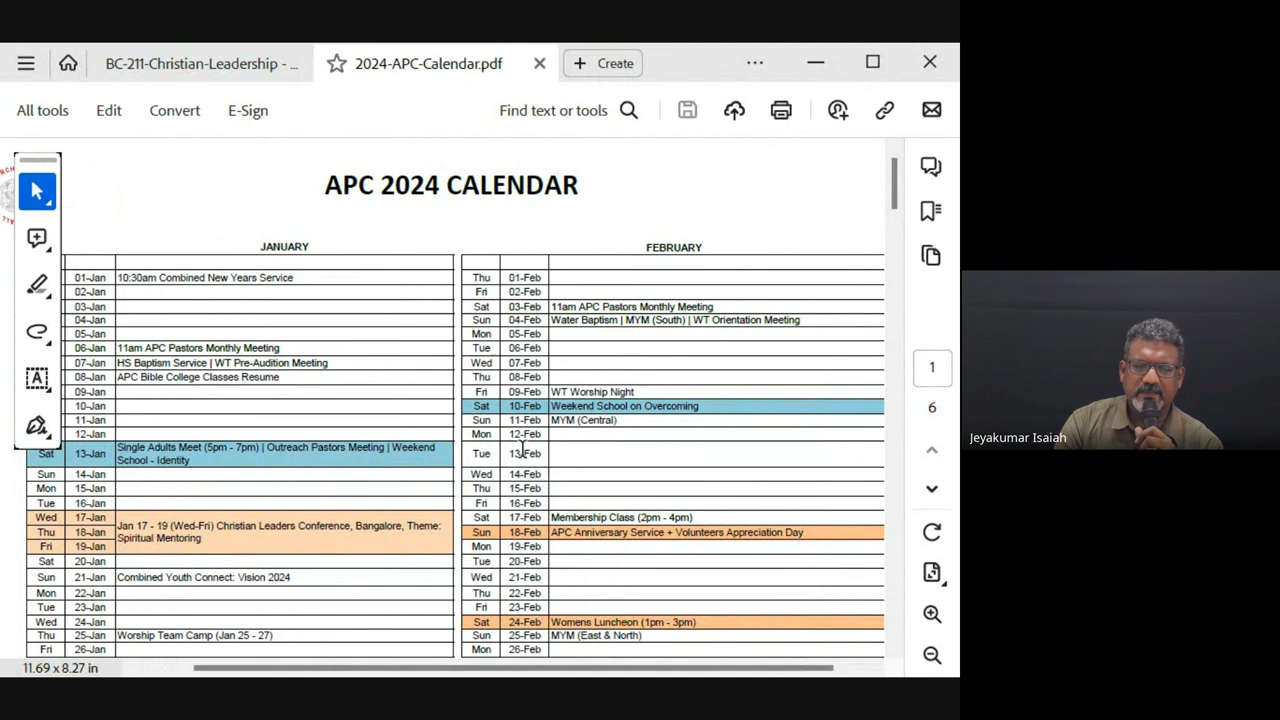 BC-211-Christian-Leadership - ...
2024-APC-Calendar.pdf
Create
All tools
Edit
Convert
E-Sign
Find text or tools
APC 2024 CALENDAR
JANUARY
01-Jan 10:30am Combined New Years Service
02-Jan
03-Jan
04-Jan
05-Jan
06-Jan 11am APC Pastors Monthly Meeting
07-Jan HS Baptism Service | WT Pre-Audition Meeting
08-Jan APC Bible College Classes Resume
09-Jan
10-Jan
11-Jan
12-Jan
Sat 13-Jan Single Adults Meet (5pm - 7pm) | Outreach Pastors Meeting | Weekend
School - Identity
Sun 14-Jan
Mon 15-Jan
Tue 16-Jan
Wed 17-Jan
Thu 18-Jan Jan 17 - 19 (Wed-Fri) Christian Leaders Conference, Bangalore, Theme:
Spiritual Mentoring
Fri 19-Jan
Sat 20-Jan
Sun 21-Jan Combined Youth Connect: Vision 2024
Mon 22-Jan
Tue 23-Jan
Wed 24-Jan
Thu 25-Jan Worship Team Camp (Jan 25 - 27)
Fri 26-Jan
FEBRUARY
Thu 01-Feb
Fri 02-Feb
Sat 03-Feb 11am APC Pastors Monthly Meeting
Sun 04-Feb Water Baptism | MYM (South) | WT Orientation Meeting
Mon 05-Feb
Tue 06-Feb
Wed 07-Feb
Thu 08-Feb
Fri 09-Feb WT Worship Night
Sat 10-Feb Weekend School on Overcoming
Sun 11-Feb MYM (Central)
Mon 12-Feb
Tue 13-Feb
Wed 14-Feb
Thu 15-Feb
Fri 16-Feb
Sat 17-Feb Membership Class (2pm - 4pm)
Sun 18-Feb APC Anniversary Service + Volunteers Appreciation Day
Mon 19-Feb
Tue 20-Feb
Wed 21-Feb
Thu 22-Feb
Fri 23-Feb
Sat 24-Feb Womens Luncheon (1pm - 3pm)
Sun 25-Feb MYM (East & North)
Mon 26-Feb
1
6
11.69 x 8.27 in
Jeyakumar Isaiah